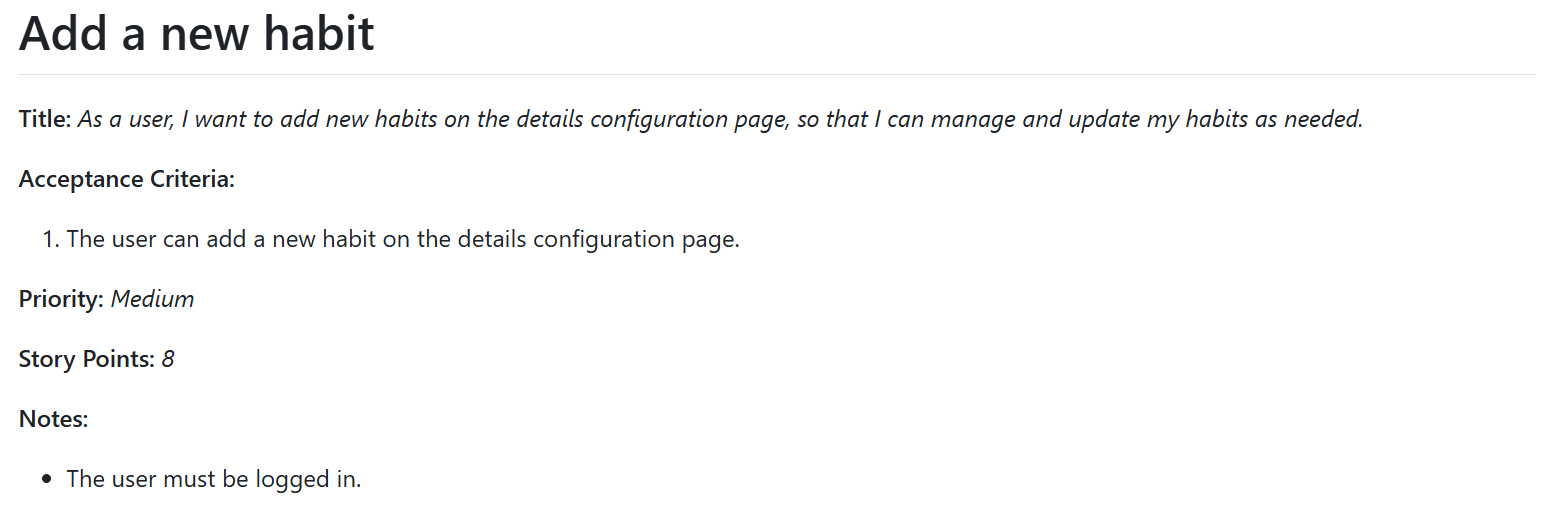 Add a new habit
Title: As a user, I want to add new habits on the details configuration page, so that I can manage and update my habits as needed.
Acceptance Criteria:
1. The user can add a new habit on the details configuration page.
Priority: Medium
Story Points: 8
Notes:
• The user must be logged in.